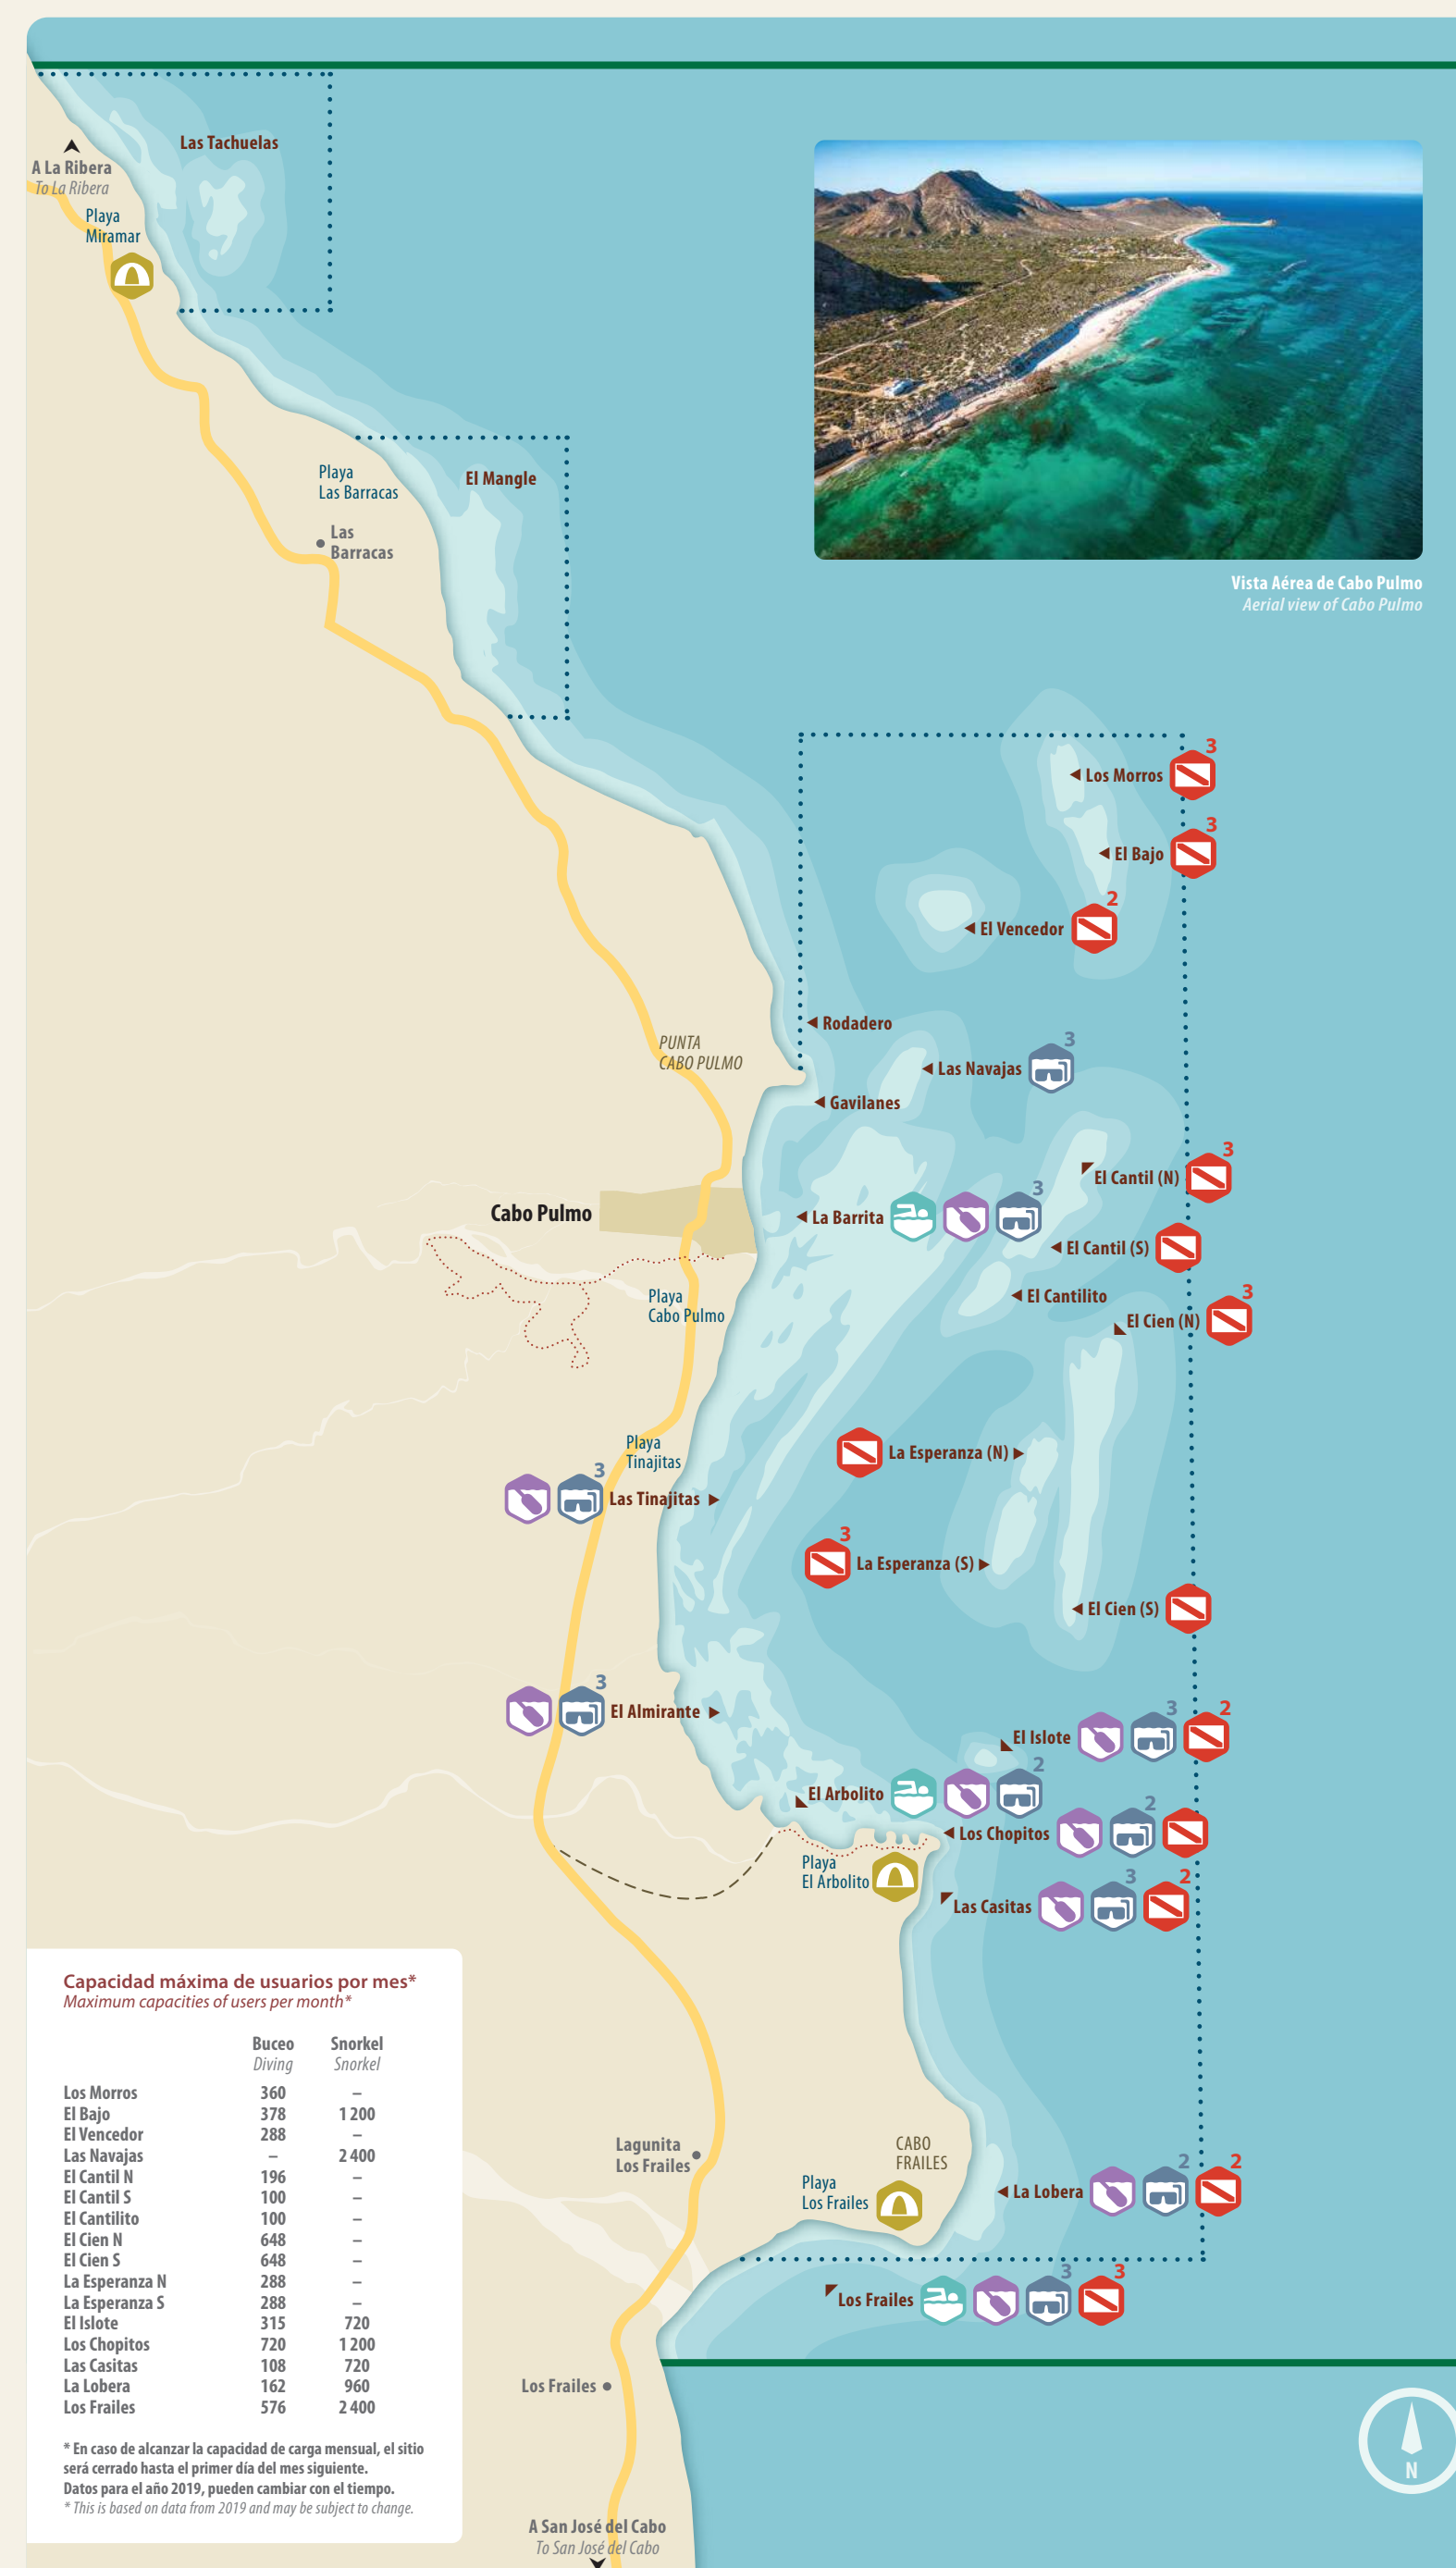 Las Tachuelas
A La Ribera
To La Ribera
Playa
Miramar
Vista Aérea de Cabo Pulmo
Aerial view of Cabo Pulmo
Playa
Las Barracas
El Mangle
Las
Barracas
3
Los Morros
3
El Bajo
2
El Vencedor
Rodadero
PUNTA
CABO PULMO
3
Las Navajas
Gavilanes
3
El Cantil (N)
Cabo Pulmo
3
La Barrita
El Cantil (S)
Playa
Cabo Pulmo
El Cantilito
3
El Cien (N)
Playa
Tinajitas
La Esperanza (N)
3
Las Tinajitas
3
La Esperanza (S)
El Cien (S)
3
El Almirante
3
2
El Islote
2
El Arbolito
2
Los Chopitos
Playa
El Arbolito
3
2
Las Casitas
Capacidad máxima de usuarios por mes*
Maximum capacities of users per month*
Buceo Snorkel
Diving Snorkel
Los Morros 360 –
El Bajo 378 1 200
El Vencedor 288 –
Las Navajas – 2 400
El Cantil N 196 –
El Cantil S 100 –
El Cantilito 100 –
El Cien N 648 –
El Cien S 648 –
La Esperanza N 288 –
La Esperanza S 288 –
El Islote 315 720
Los Chopitos 720 1 200
Las Casitas 108 720
La Lobera 162 960
Los Frailes 576 2 400
* En caso de alcanzar la capacidad de carga mensual, el sitio
será cerrado hasta el primer día del mes siguiente.
Datos para el año 2019, pueden cambiar con el tiempo.
* This is based on data from 2019 and may be subject to change.
Lagunita
Los Frailes
CABO
FRAILES
Playa
Los Frailes
2
2
La Lobera
3
3
Los Frailes
Los Frailes
N
A San José del Cabo
To San José del Cabo